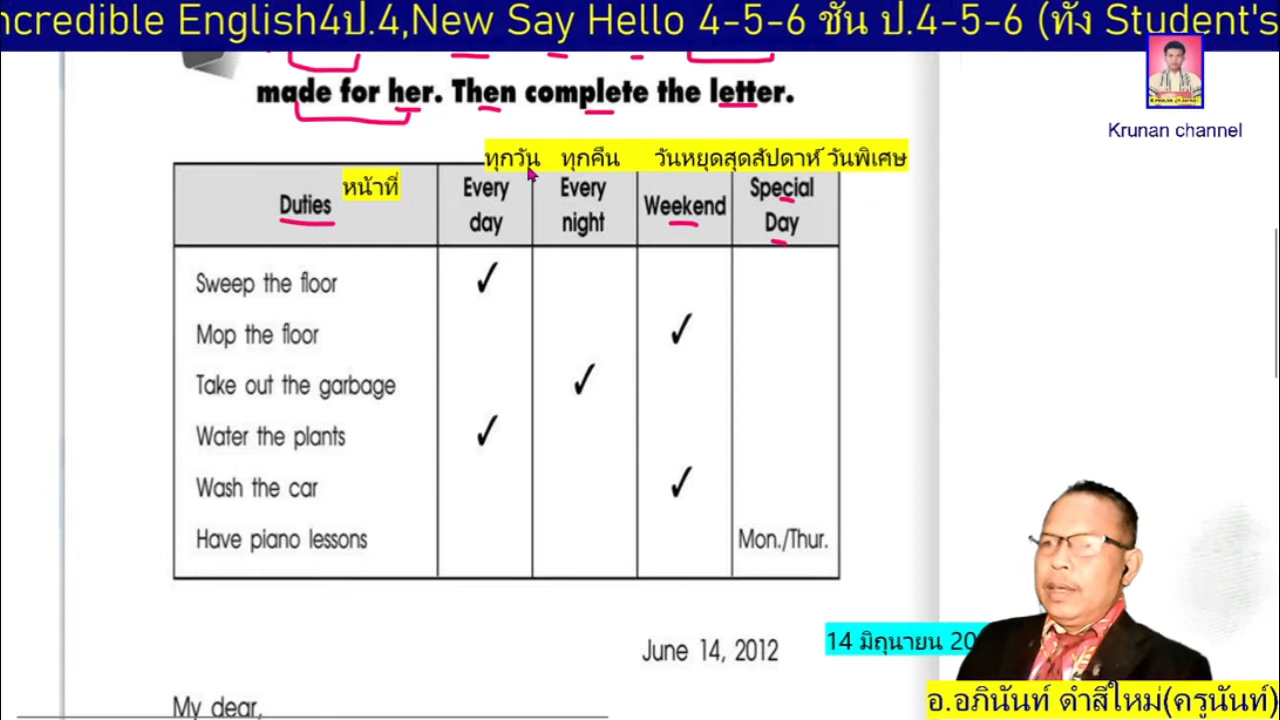 ncredible English4ป.4,New Say Hello 4-5-6 ชั้น ป.4-5-6 (ทั้ง Student's
made for her. Then complete the letter.
Krunan channel
ทุกวัน ทุกคืน วันหยุดสุดสัปดาห์ วันพิเศษ
Duties หน้าที่ Every day Every night Weekend Special Day
Sweep the floor ✓
Mop the floor ✓
Take out the garbage ✓
Water the plants ✓
Wash the car ✓
Have piano lessons Mon./Thur.
June 14, 2012 14 มิถุนายน 20
My dear,
อ.อภินันท์ ดำสีใหม่(ครูนันท์)